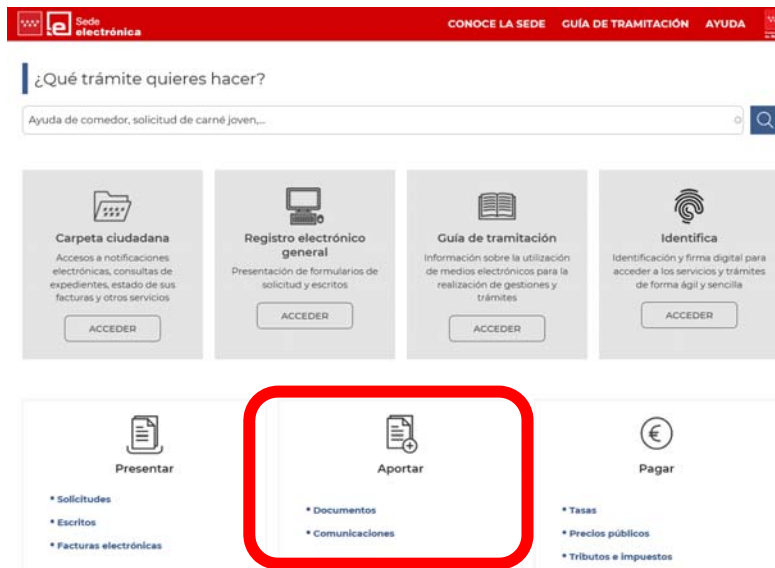 Sede
electrónica
CONOCE LA SEDE GUÍA DE TRAMITACIÓN AYUDA
¿Qué trámite quieres hacer?
Ayuda de comedor, solicitud de carné joven,...
Carpeta ciudadana
Accesos a notificaciones
electrónicas, consultas de
expedientes, estado de sus
facturas y otros servicios
ACCEDER
Registro electrónico
general
Presentación de formularios de
solicitud y escritos
ACCEDER
Guía de tramitación
Información sobre la utilización
de medios electrónicos para la
realización de gestiones y
trámites
ACCEDER
Identifica
Identificación y firma digital para
acceder a los servicios y trámites
de forma ágil y sencilla
ACCEDER
Presentar
• Solicitudes
• Escritos
• Facturas electrónicas
Aportar
• Documentos
• Comunicaciones
Pagar
• Tasas
• Precios públicos
• Tributos e impuestos